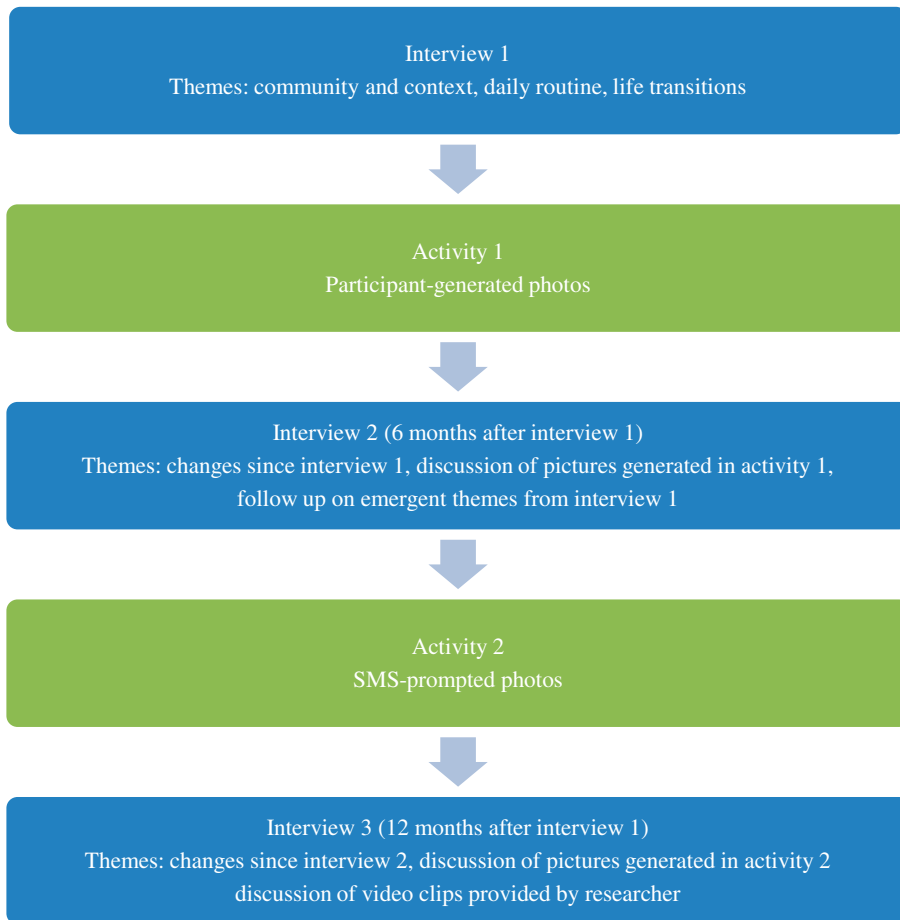 Interview 1
Themes: community and context, daily routine, life transitions
Activity 1
Participant-generated photos
Interview 2 (6 months after interview 1)
Themes: changes since interview 1, discussion of pictures generated in activity 1,
follow up on emergent themes from interview 1
Activity 2
SMS-prompted photos
Interview 3 (12 months after interview 1)
Themes: changes since interview 2, discussion of pictures generated in activity 2
discussion of video clips provided by researcher